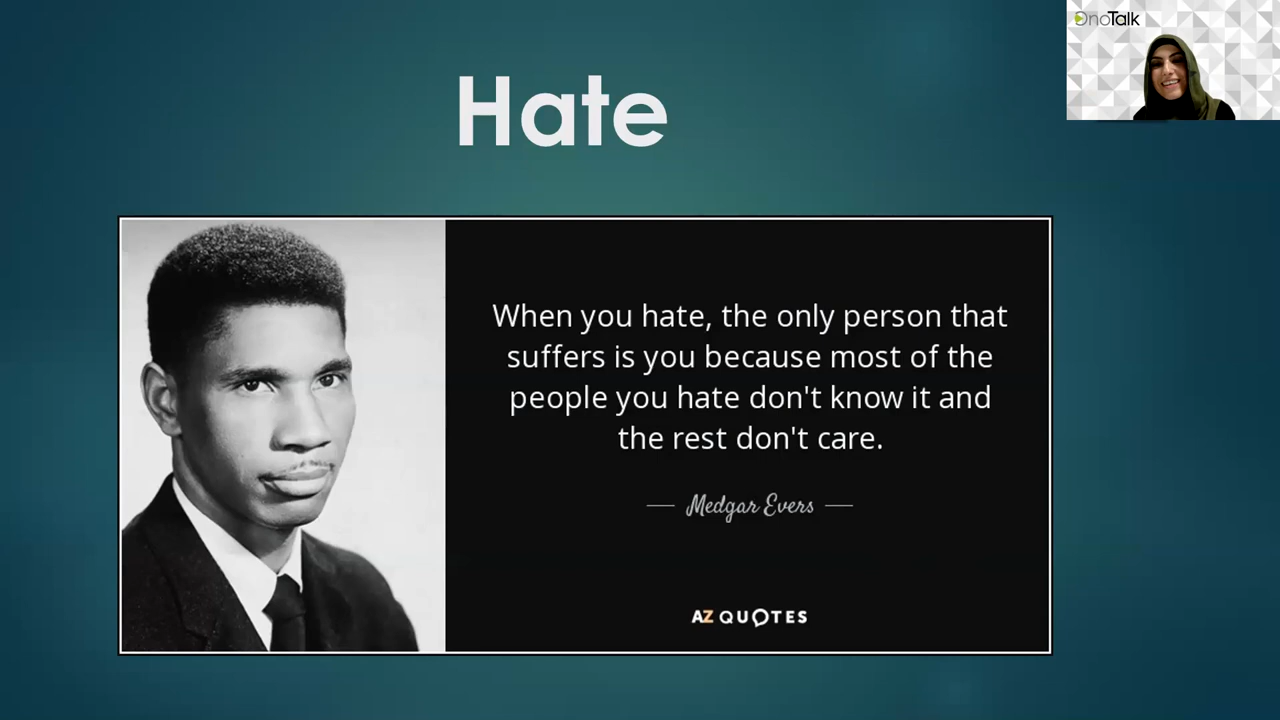 OnoTalk
Hate
When you hate, the only person that
suffers is you because most of the
people you hate don't know it and
the rest don't care.
Medgar Evers
AZ QUOTES